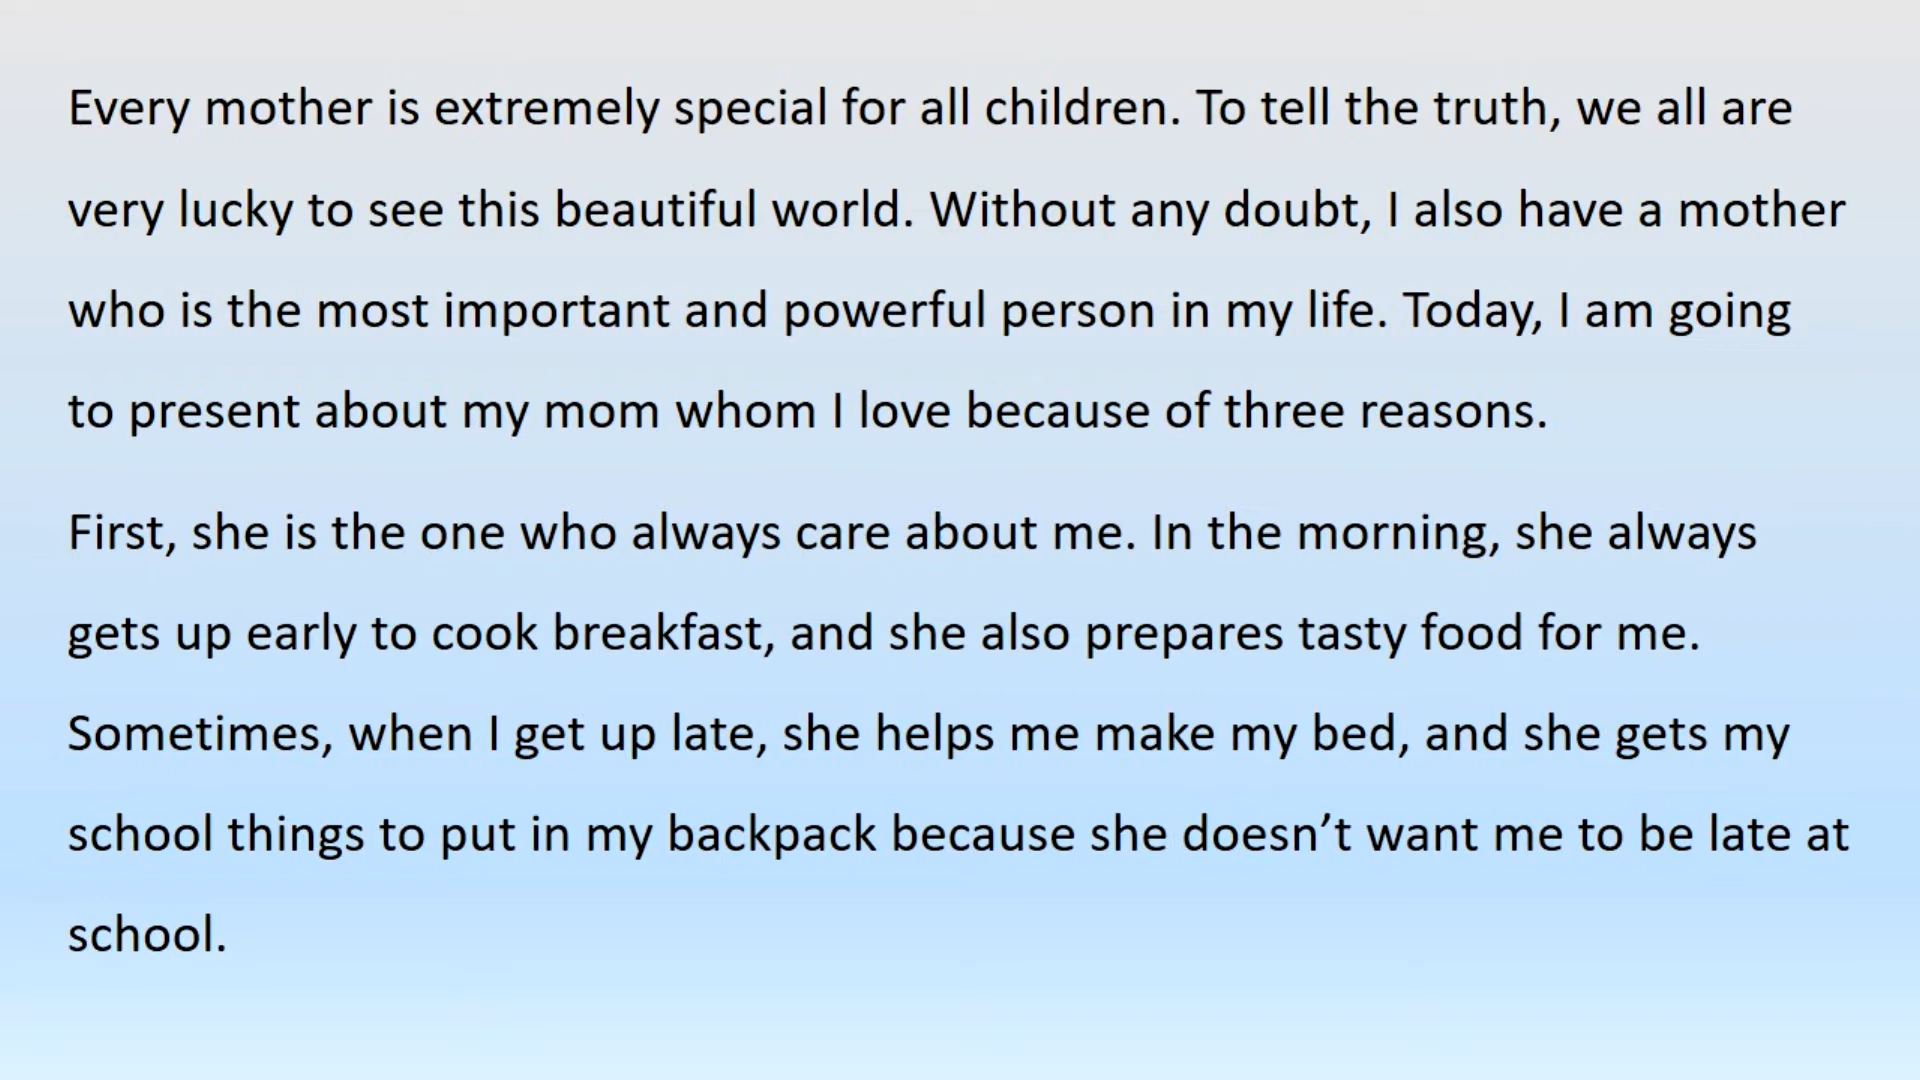 Every mother is extremely special for all children. To tell the truth, we all are
very lucky to see this beautiful world. Without any doubt, I also have a mother
who is the most important and powerful person in my life. Today, I am going
to present about my mom whom I love because of three reasons.
First, she is the one who always care about me. In the morning, she always
gets up early to cook breakfast, and she also prepares tasty food for me.
Sometimes, when I get up late, she helps me make my bed, and she gets my
school things to put in my backpack because she doesn’t want me to be late at
school.